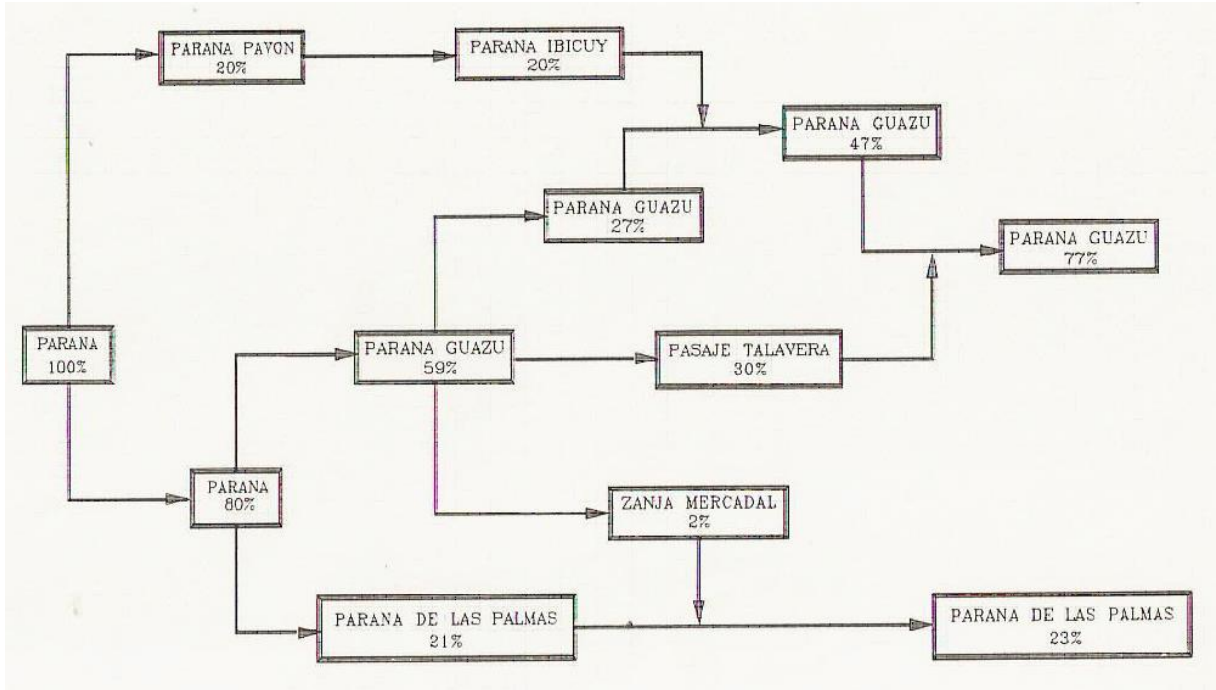 PARANA PAVON
20%
PARANA IBICUY
20%
PARANA GUAZU
47%
PARANA GUAZU
27%
PARANA GUAZU
77%
PARANA
100%
PARANA GUAZU
59%
PASAJE TALAVERA
30%
PARANA
80%
ZANJA MERCADAL
2%
PARANA DE LAS PALMAS
21%
PARANA DE LAS PALMAS
23%